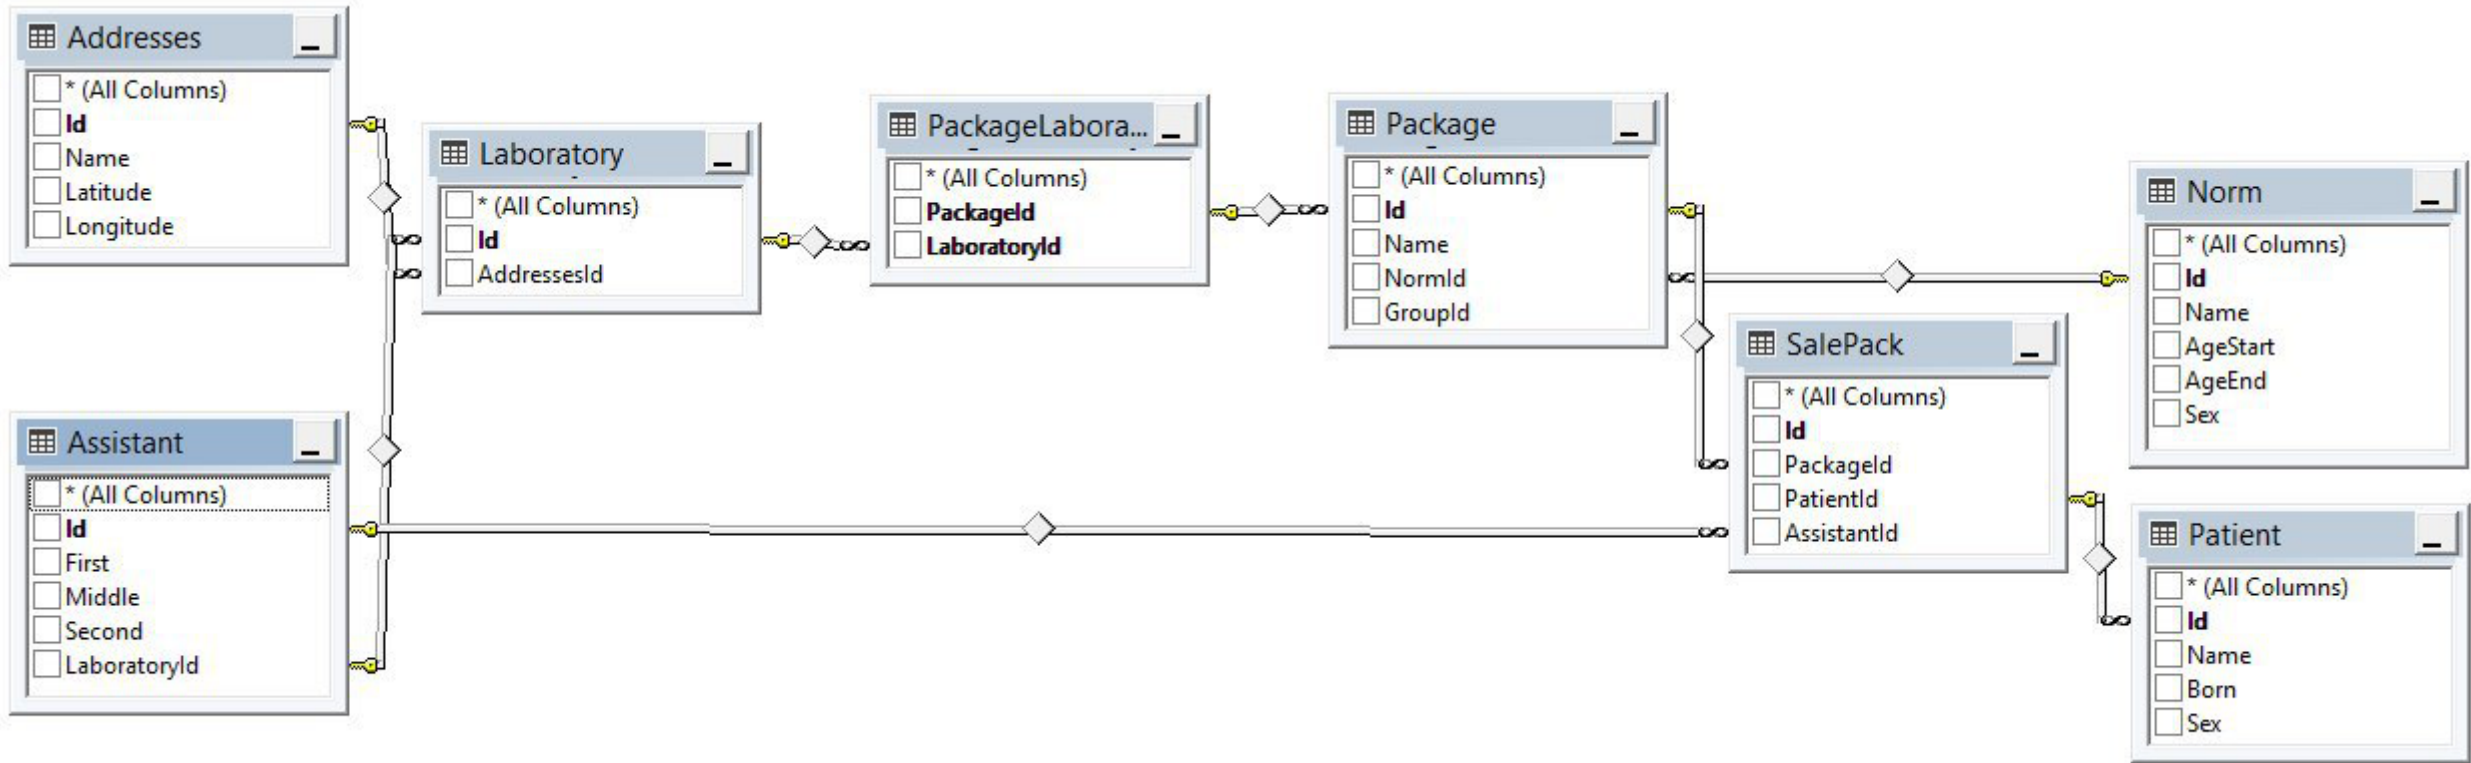 Addresses
* (All Columns)
Id
Name
Latitude
Longitude
Laboratory
* (All Columns)
Id
AddressesId
PackageLabora...
* (All Columns)
PackageId
LaboratoryId
Package
* (All Columns)
Id
Name
NormId
GroupId
Norm
* (All Columns)
Id
Name
AgeStart
AgeEnd
Sex
SalePack
* (All Columns)
Id
PackageId
PatientId
AssistantId
Assistant
* (All Columns)
Id
First
Middle
Second
LaboratoryId
Patient
* (All Columns)
Id
Name
Born
Sex